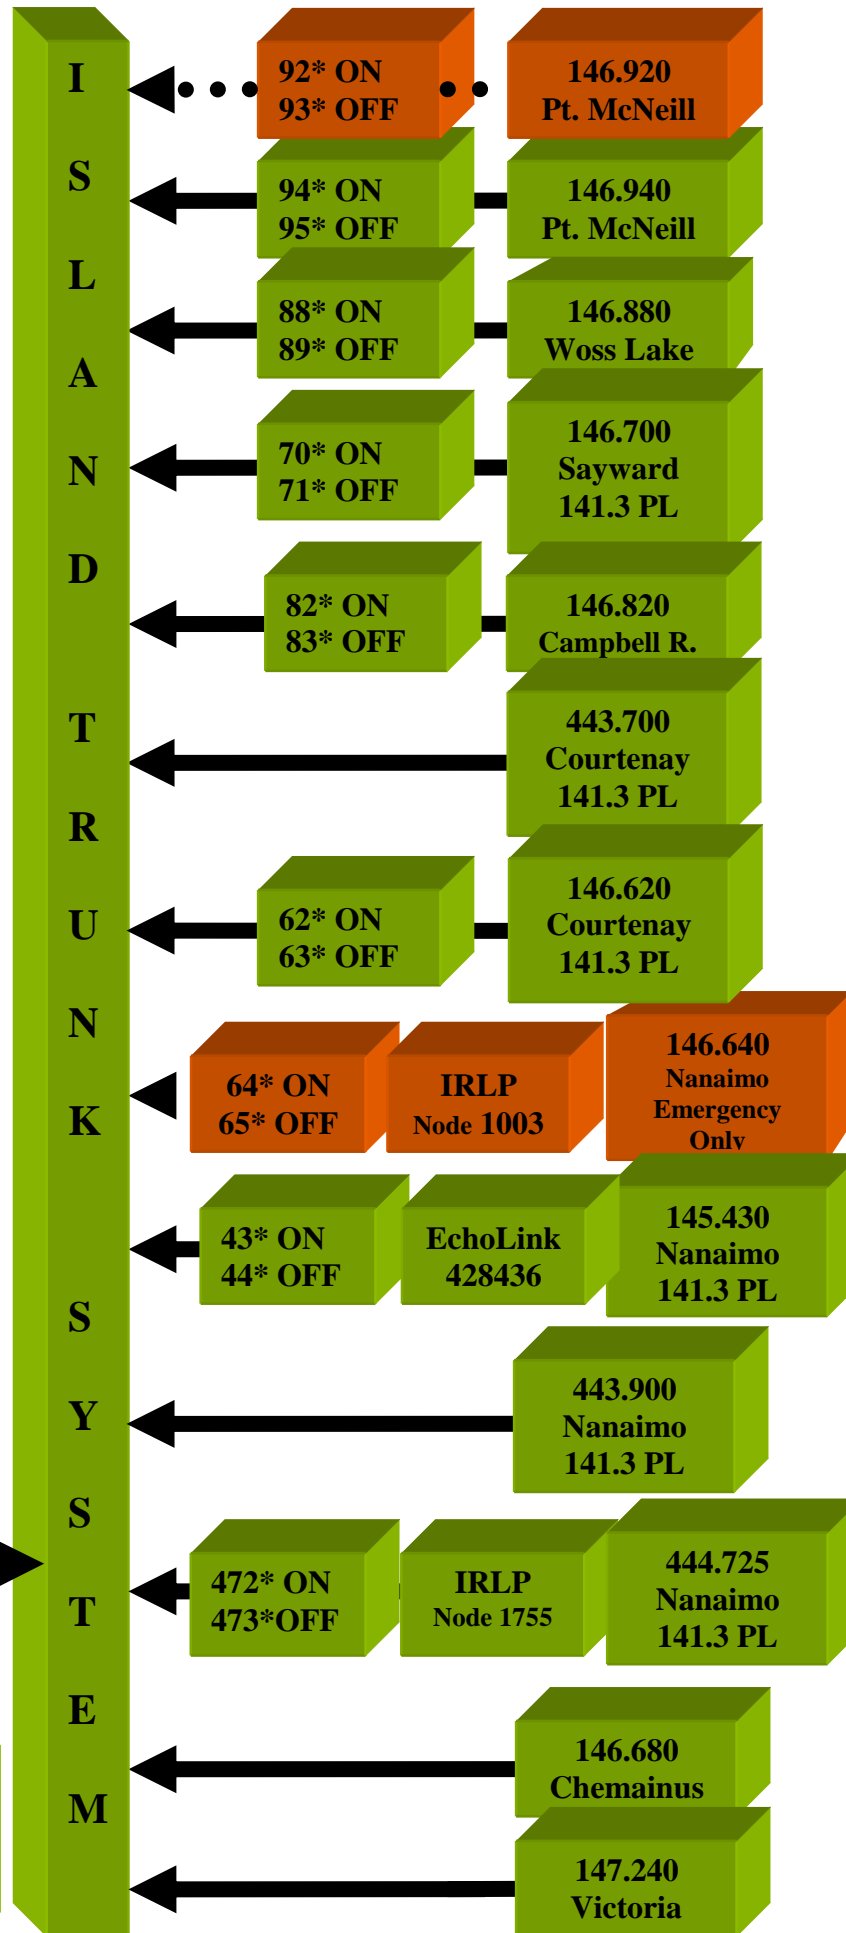 I
S
L
A
N
D
T
R
U
N
K
S
Y
S
T
E
M
92* ON
93* OFF
146.920
Pt. McNeill
94* ON
95* OFF
146.940
Pt. McNeill
88* ON
89* OFF
146.880
Woss Lake
70* ON
71* OFF
146.700
Sayward
141.3 PL
82* ON
83* OFF
146.820
Campbell R.
443.700
Courtenay
141.3 PL
62* ON
63* OFF
146.620
Courtenay
141.3 PL
64* ON
65* OFF
IRLP
Node 1003
146.640
Nanaimo
Emergency
Only
43* ON
44* OFF
EchoLink
428436
145.430
Nanaimo
141.3 PL
443.900
Nanaimo
141.3 PL
472* ON
473*OFF
IRLP
Node 1755
444.725
Nanaimo
141.3 PL
146.680
Chemainus
147.240
Victoria